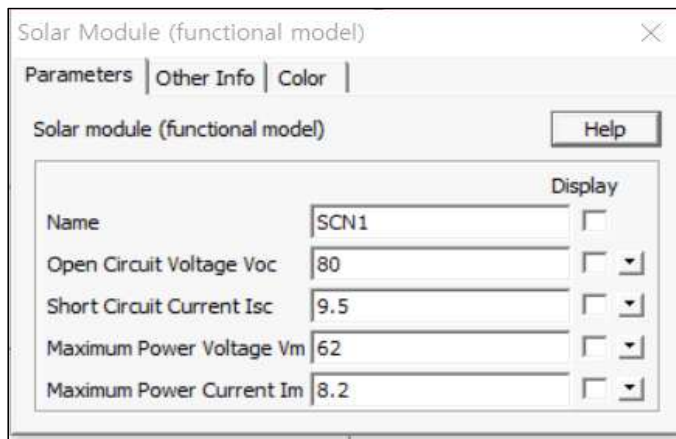 Solar Module (functional model)
Parameters Other Info Color
Solar module (functional model) Help
Display
Name SCN1
Open Circuit Voltage Voc 80
Short Circuit Current Isc 9.5
Maximum Power Voltage Vm 62
Maximum Power Current Im 8.2